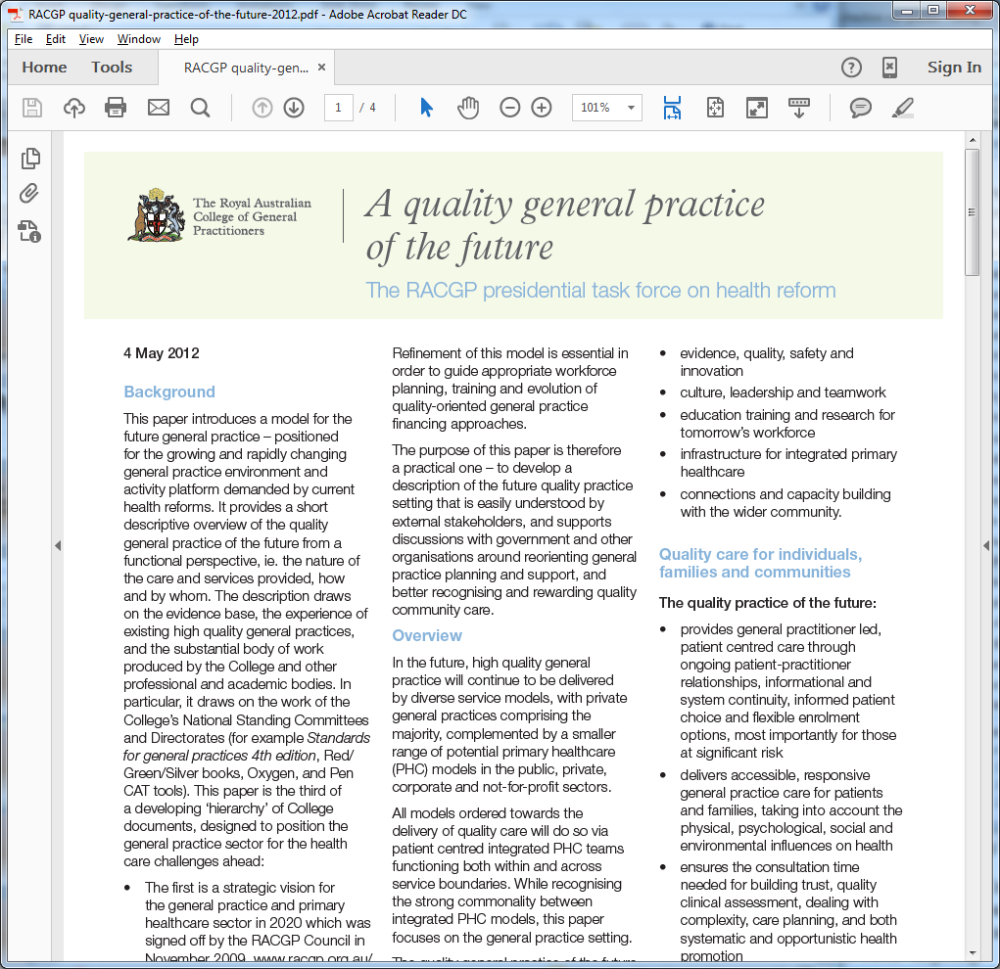 RACGP quality-general-practice-of-the-future-2012.pdf - Adobe Acrobat Reader DC
File Edit View Window Help
Home Tools RACGP quality-gen... × Sign In
1 / 4 101%
The Royal Australian
College of General
Practitioners
A quality general practice
of the future
The RACGP presidential task force on health reform
4 May 2012
Background
This paper introduces a model for the
future general practice – positioned
for the growing and rapidly changing
general practice environment and
activity platform demanded by current
health reforms. It provides a short
descriptive overview of the quality
general practice of the future from a
functional perspective, ie. the nature of
the care and services provided, how
and by whom. The description draws
on the evidence base, the experience of
existing high quality general practices,
and the substantial body of work
produced by the College and other
professional and academic bodies. In
particular, it draws on the work of the
College's National Standing Committees
and Directorates (for example Standards
for general practices 4th edition, Red/
Green/Silver books, Oxygen, and Pen
CAT tools). This paper is the third of
a developing 'hierarchy' of College
documents, designed to position the
general practice sector for the health
care challenges ahead:
• The first is a strategic vision for
the general practice and primary
healthcare sector in 2020 which was
signed off by the RACGP Council in
November 2009, www.racgp.org.au/
Refinement of this model is essential in
order to guide appropriate workforce
planning, training and evolution of
quality-oriented general practice
financing approaches.
The purpose of this paper is therefore
a practical one – to develop a
description of the future quality practice
setting that is easily understood by
external stakeholders, and supports
discussions with government and other
organisations around reorienting general
practice planning and support, and
better recognising and rewarding quality
community care.
Overview
In the future, high quality general
practice will continue to be delivered
by diverse service models, with private
general practices comprising the
majority, complemented by a smaller
range of potential primary healthcare
(PHC) models in the public, private,
corporate and not-for-profit sectors.
All models ordered towards the
delivery of quality care will do so via
patient centred integrated PHC teams
functioning both within and across
service boundaries. While recognising
the strong commonality between
integrated PHC models, this paper
focuses on the general practice setting.
The quality general practice of the future
• evidence, quality, safety and
innovation
• culture, leadership and teamwork
• education training and research for
tomorrow's workforce
• infrastructure for integrated primary
healthcare
• connections and capacity building
with the wider community.
Quality care for individuals,
families and communities
The quality practice of the future:
• provides general practitioner led,
patient centred care through
ongoing patient-practitioner
relationships, informational and
system continuity, informed patient
choice and flexible enrolment
options, most importantly for those
at significant risk
• delivers accessible, responsive
general practice care for patients
and families, taking into account the
physical, psychological, social and
environmental influences on health
• ensures the consultation time
needed for building trust, quality
clinical assessment, dealing with
complexity, care planning, and both
systematic and opportunistic health
promotion